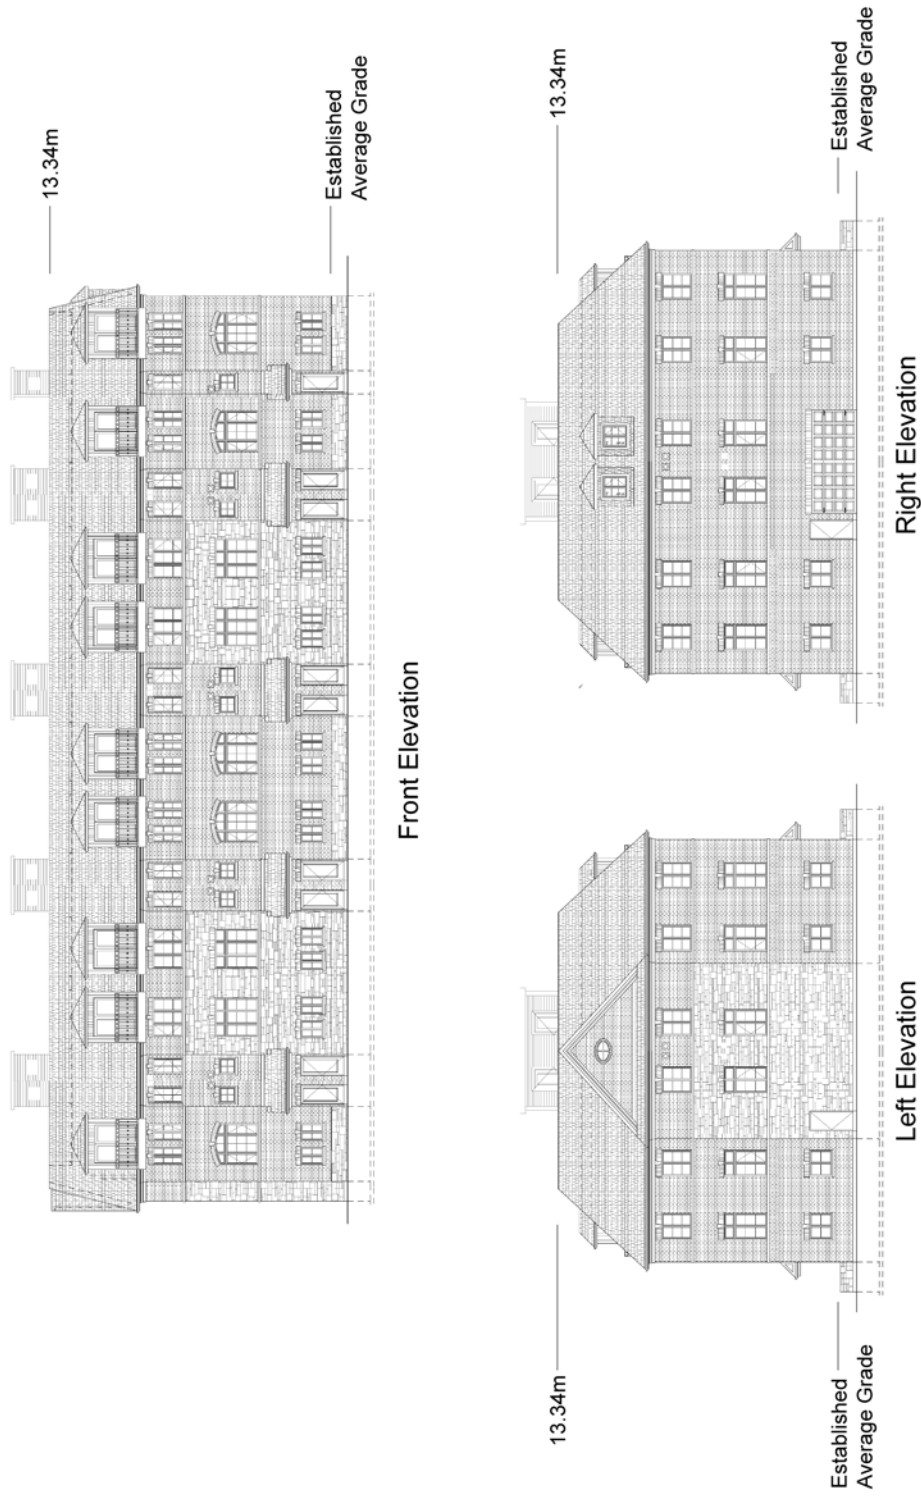 13.34m
Established
Average Grade
Front Elevation
13.34m
Established
Average Grade
Left Elevation
13.34m
Established
Average Grade
Right Elevation